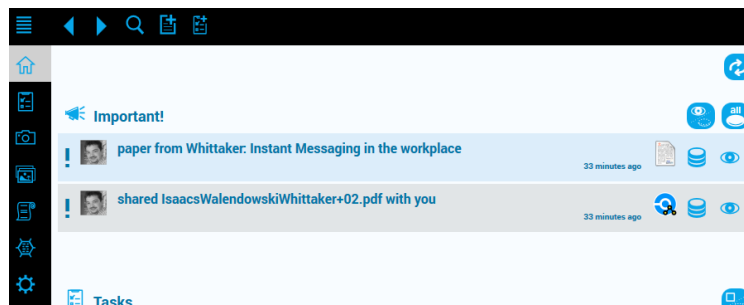 Important!
all
paper from Whittaker: Instant Messaging in the workplace
33 minutes ago
shared IsaacsWalendowskiWhittaker+02.pdf with you
33 minutes ago
Tasks